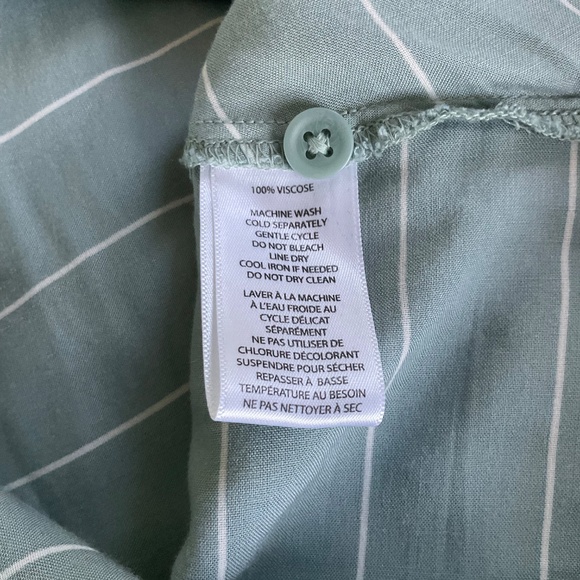 100% VISCOSE
MACHINE WASH
COLD SEPARATELY
GENTLE CYCLE
DO NOT BLEACH
LINE DRY
COOL IRON IF NEEDED
DO NOT DRY CLEAN
LAVER À LA MACHINE
À L'EAU FROIDE AU
CYCLE DÉLICAT
SÉPARÉMENT
NE PAS UTILISER DE
CHLORURE DÉCOLORANT
SUSPENDRE POUR SÉCHER
REPASSER À BASSE
TEMPÉRATURE AU BESOIN
NE PAS NETTOYER À SEC